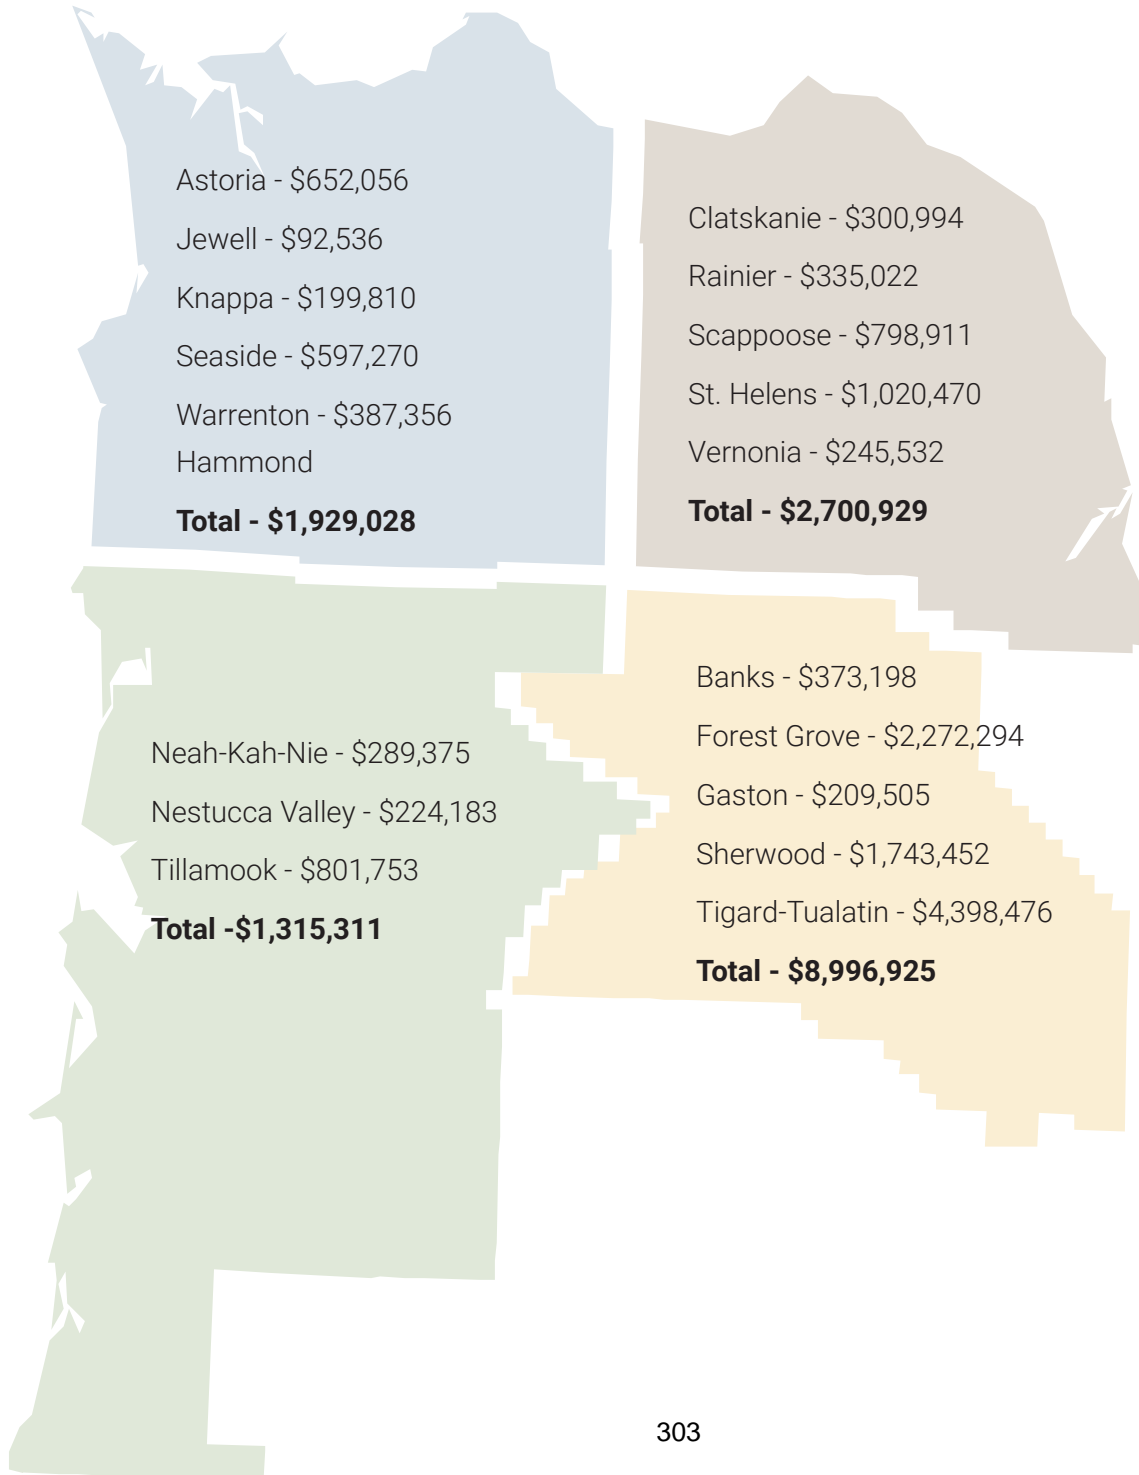 Astoria - $652,056
Jewell - $92,536
Knappa - $199,810
Seaside - $597,270
Warrenton - $387,356
Hammond
Total - $1,929,028
Clatskanie - $300,994
Rainier - $335,022
Scappoose - $798,911
St. Helens - $1,020,470
Vernonia - $245,532
Total - $2,700,929
Neah-Kah-Nie - $289,375
Nestucca Valley - $224,183
Tillamook - $801,753
Total -$1,315,311
Banks - $373,198
Forest Grove - $2,272,294
Gaston - $209,505
Sherwood - $1,743,452
Tigard-Tualatin - $4,398,476
Total - $8,996,925
303